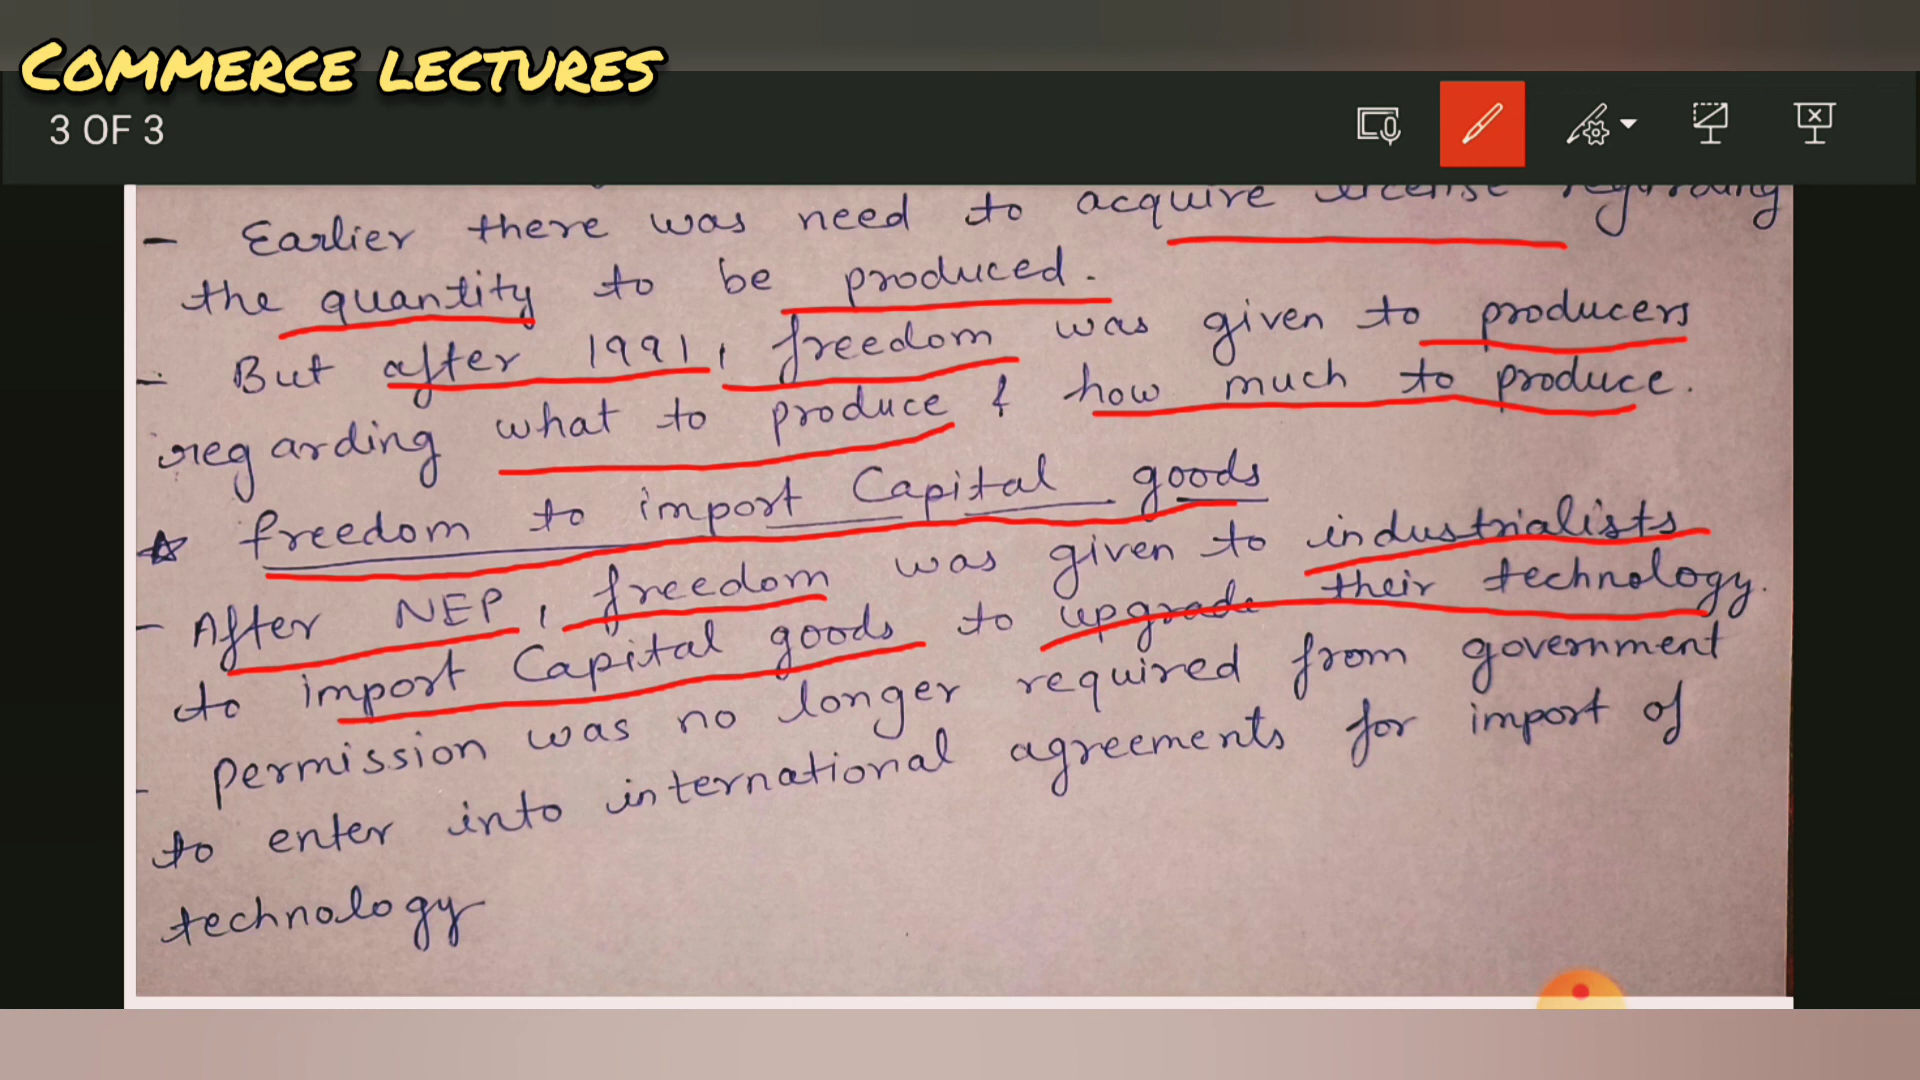 COMMERCE LECTURES
3 OF 3
- Earlier there was need to acquire license regarding
the quantity to be produced.
- But after 1991, freedom was given to producers
regarding what to produce & how much to produce.
☆ freedom to import Capital goods
- After NEP, freedom was given to industrialists
to import Capital goods to upgrade their technology.
- Permission was no longer required from government
to enter into international agreements for import of
technology